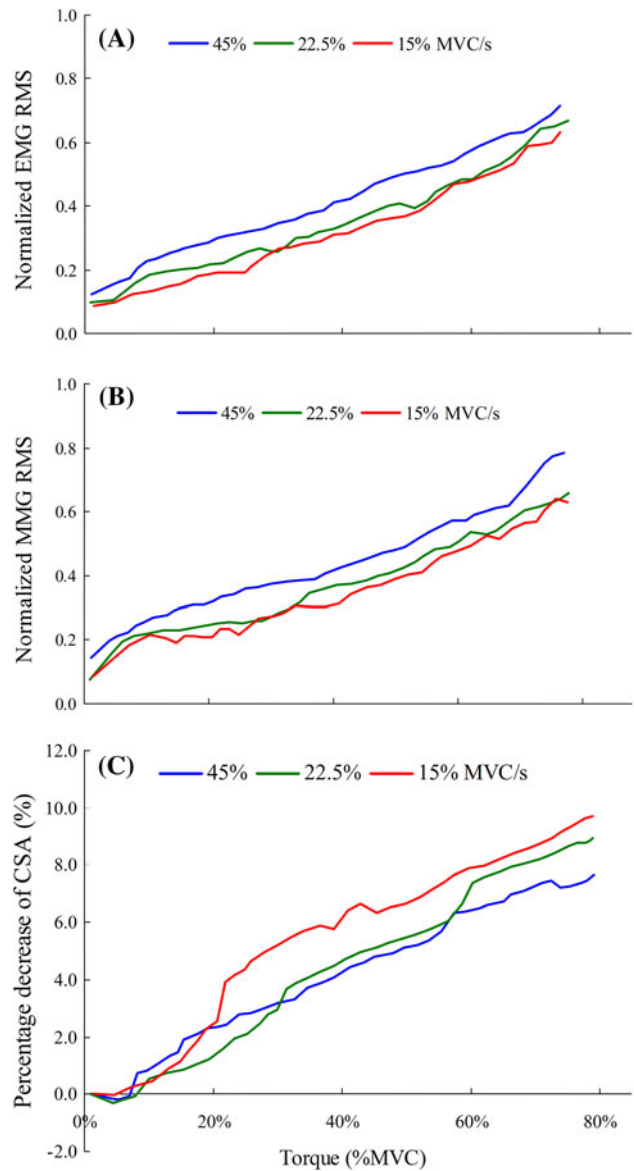 (A)
45% 22.5% 15% MVC/s
Normalized EMG RMS
1.0
0.8
0.6
0.4
0.2
0.0
(B)
45% 22.5% 15% MVC/s
Normalized MMG RMS
1.0
0.8
0.6
0.4
0.2
0.0
(C)
45% 22.5% 15% MVC/s
Percentage decrease of CSA (%)
12.0
10.0
8.0
6.0
4.0
2.0
0.0
-2.0
0% 20% 40% 60% 80%
Torque (%MVC)